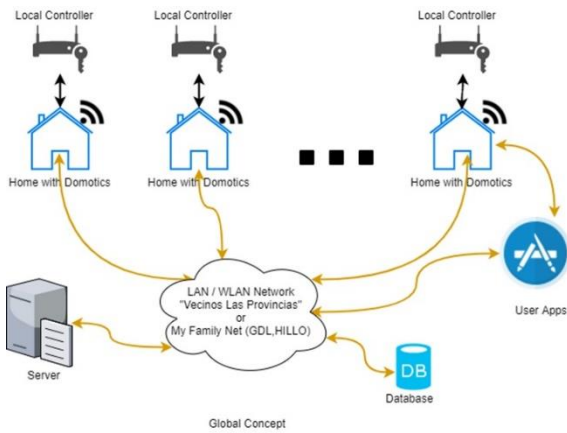 Local Controller
Local Controller
Local Controller
Home with Domotics
Home with Domotics
Home with Domotics
LAN / WLAN Network
"Vecinos Las Provincias"
or
My Family Net (GDL,HILLO)
User Apps
Server
DB
Database
Global Concept